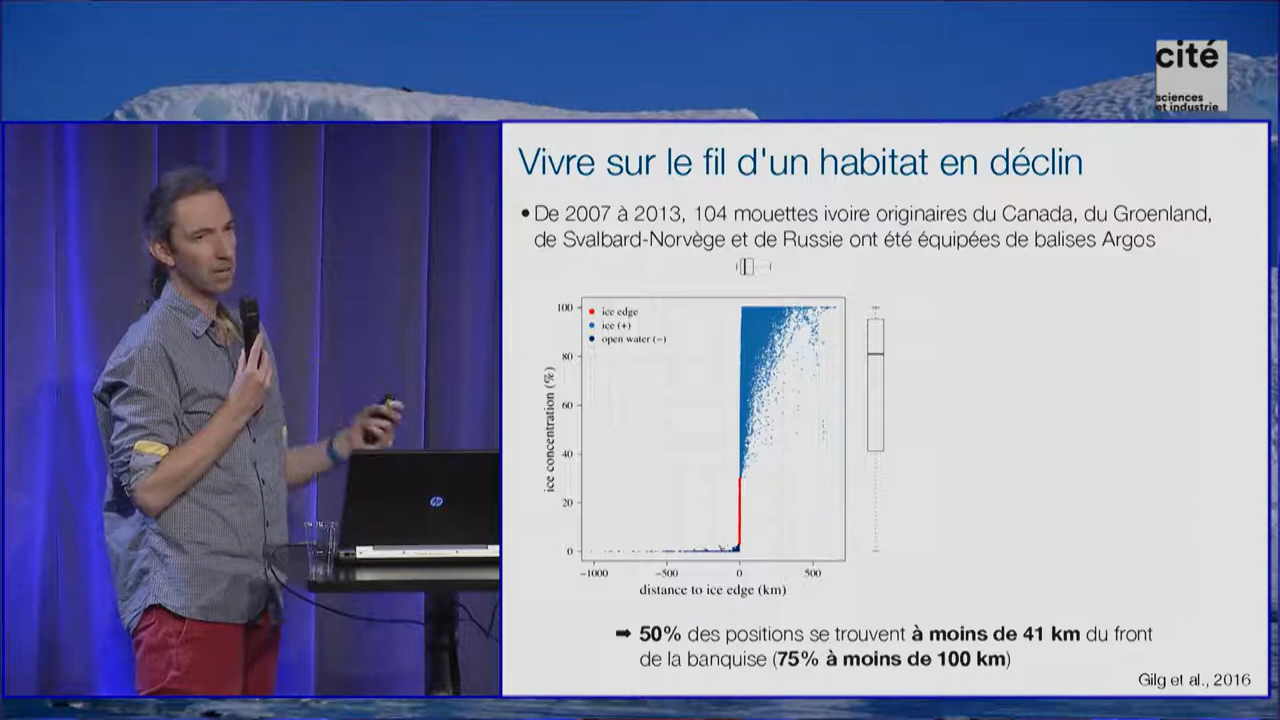 cité
sciences
et industrie
Vivre sur le fil d'un habitat en déclin
• De 2007 à 2013, 104 mouettes ivoire originaires du Canada, du Groenland,
de Svalbard-Norvège et de Russie ont été équipées de balises Argos
100
80
60
40
20
0
ice concentration (%)
ice edge
ice (+)
open water (−)
−1000
−500
0
500
distance to ice edge (km)
➡ 50% des positions se trouvent à moins de 41 km du front
de la banquise (75% à moins de 100 km)
Gilg et al., 2016
hp